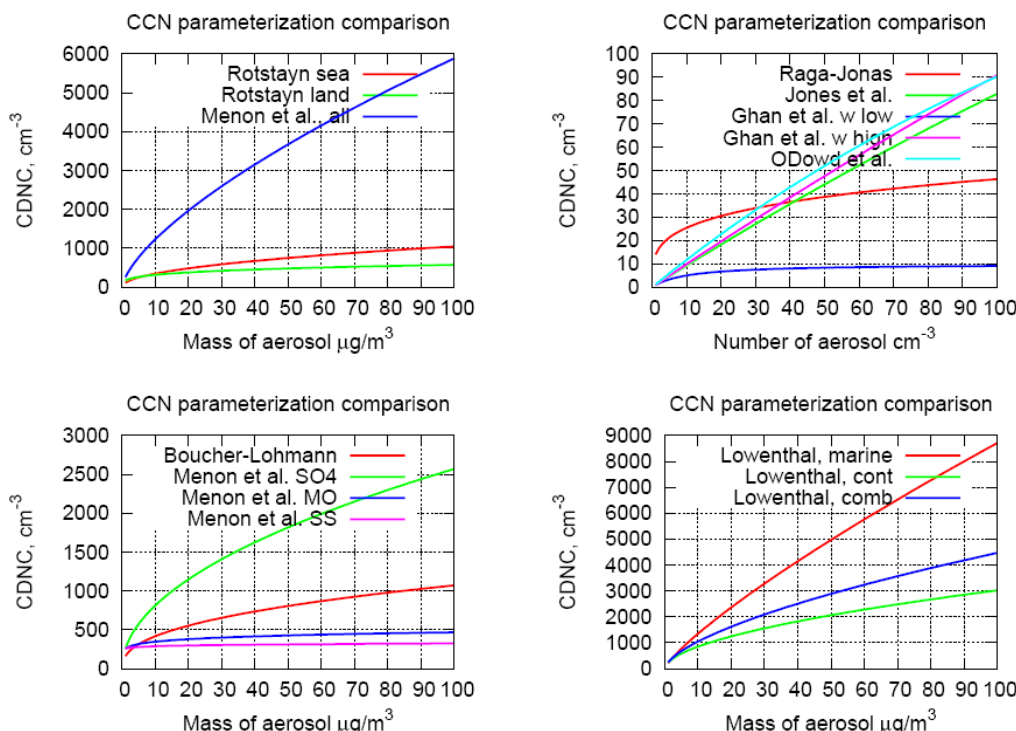 CCN parameterization comparison
CDNC, cm-3
6000
5000
4000
3000
2000
1000
0
Rotstayn sea
Rotstayn land
Menon et al., all
0 10 20 30 40 50 60 70 80 90 100
Mass of aerosol μg/m3
CCN parameterization comparison
CDNC, cm-3
100
90
80
70
60
50
40
30
20
10
0
Raga-Jonas
Jones et al.
Ghan et al. w low
Ghan et al. w high
ODowd et al.
0 10 20 30 40 50 60 70 80 90 100
Number of aerosol cm-3
CCN parameterization comparison
CDNC, cm-3
3000
2500
2000
1500
1000
500
0
Boucher-Lohmann
Menon et al. SO4
Menon et al. MO
Menon et al. SS
0 10 20 30 40 50 60 70 80 90 100
Mass of aerosol μg/m3
CCN parameterization comparison
CDNC, cm-3
9000
8000
7000
6000
5000
4000
3000
2000
1000
0
Lowenthal, marine
Lowenthal, cont
Lowenthal, comb
0 10 20 30 40 50 60 70 80 90 100
Mass of aerosol μg/m3